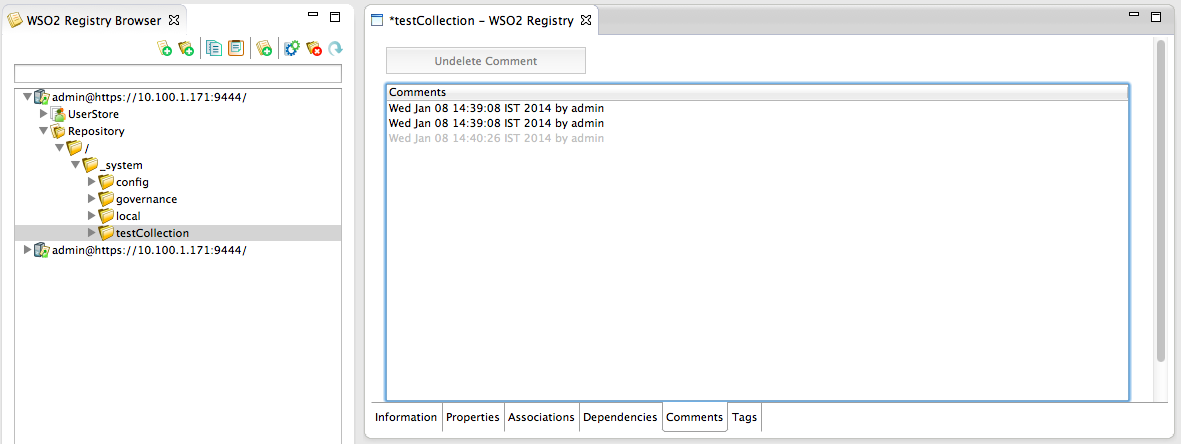 WSO2 Registry Browser
admin@https://10.100.1.171:9444/
UserStore
Repository
/
_system
config
governance
local
testCollection
admin@https://10.100.1.171:9444/
*testCollection – WSO2 Registry
Undelete Comment
Comments
Wed Jan 08 14:39:08 IST 2014 by admin
Wed Jan 08 14:39:08 IST 2014 by admin
Wed Jan 08 14:40:26 IST 2014 by admin
Information Properties Associations Dependencies Comments Tags